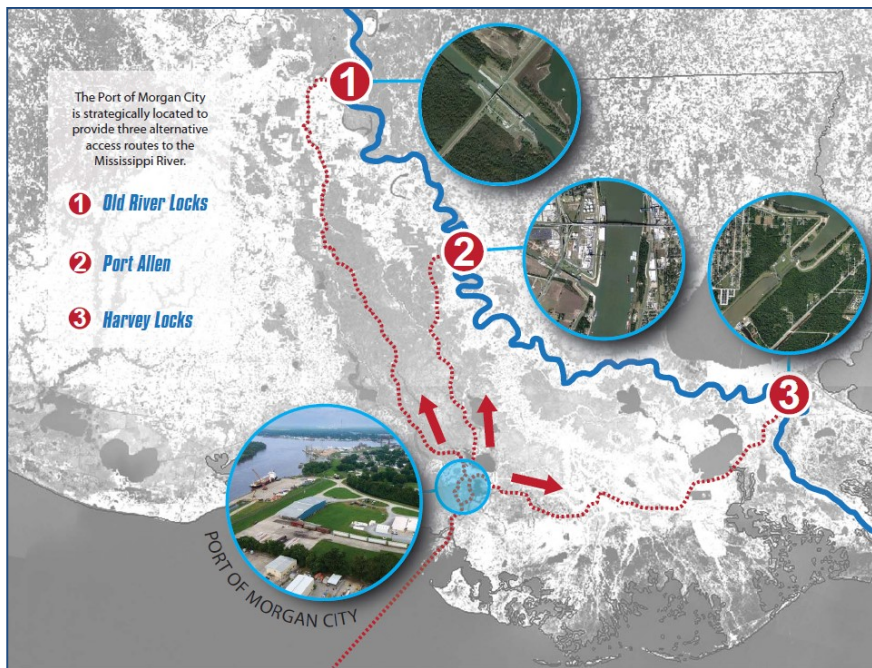 The Port of Morgan City
is strategically located to
provide three alternative
access routes to the
Mississippi River.
1 Old River Locks
2 Port Allen
3 Harvey Locks
1
2
3
PORT OF MORGAN CITY